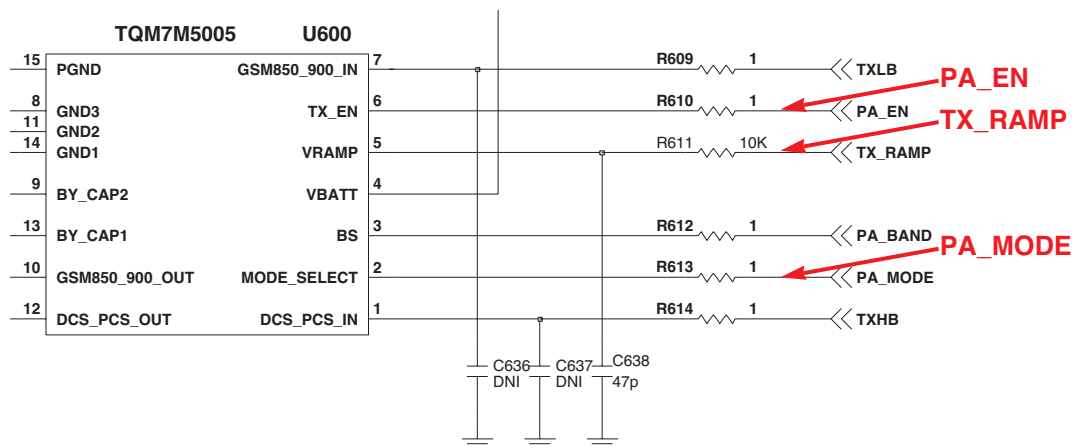 TQM7M5005 U600
15 PGND GSM850_900_IN 7 R609 1 TXLB
PA_EN
8 GND3 TX_EN 6 R610 1 PA_EN
11 GND2
TX_RAMP
14 GND1 VRAMP 5 R611 10K TX_RAMP
9 BY_CAP2 VBATT 4
13 BY_CAP1 BS 3 R612 1 PA_BAND
PA_MODE
10 GSM850_900_OUT MODE_SELECT 2 R613 1 PA_MODE
12 DCS_PCS_OUT DCS_PCS_IN 1 R614 1 TXHB
C636 C637 C638
DNI DNI 47p